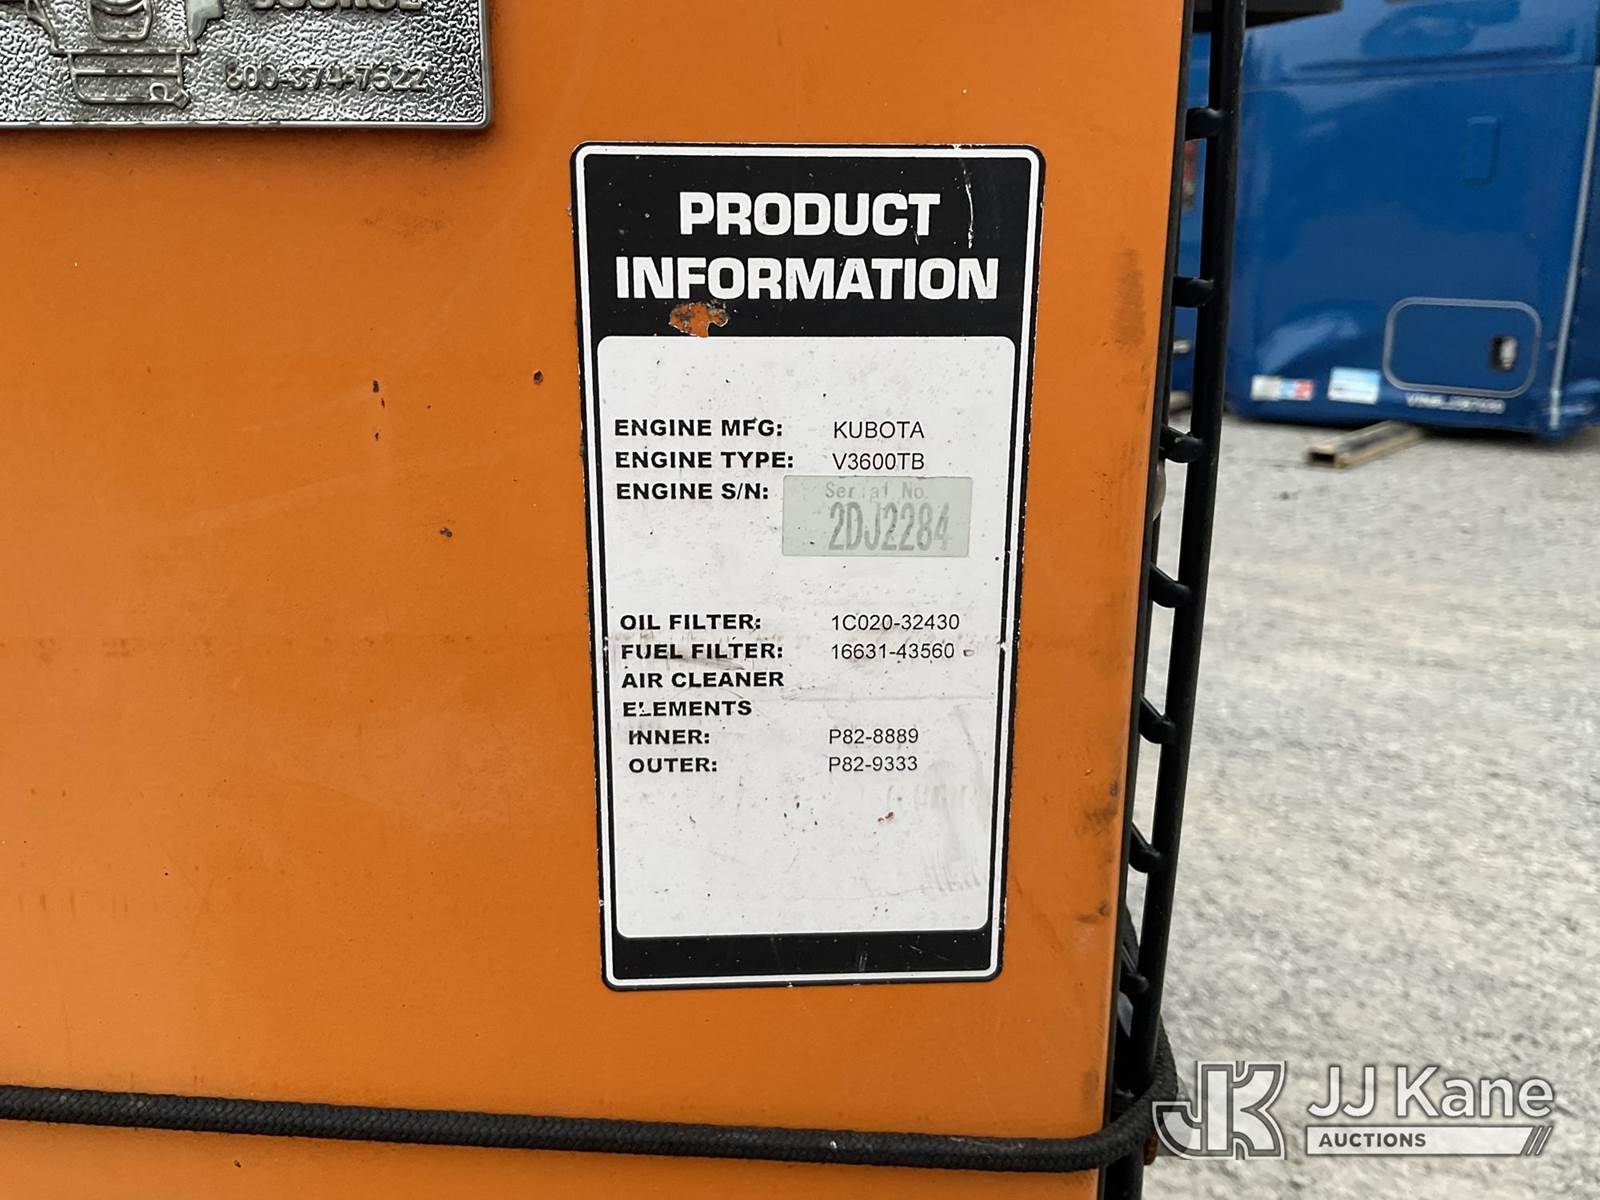 800-374-7522
PRODUCT
INFORMATION
ENGINE MFG: KUBOTA
ENGINE TYPE: V3600TB
ENGINE S/N: Serial No.
2DJ2284
OIL FILTER: 1C020-32430
FUEL FILTER: 16631-43560
AIR CLEANER
ELEMENTS
INNER: P82-8889
OUTER: P82-9333
JJ Kane
AUCTIONS